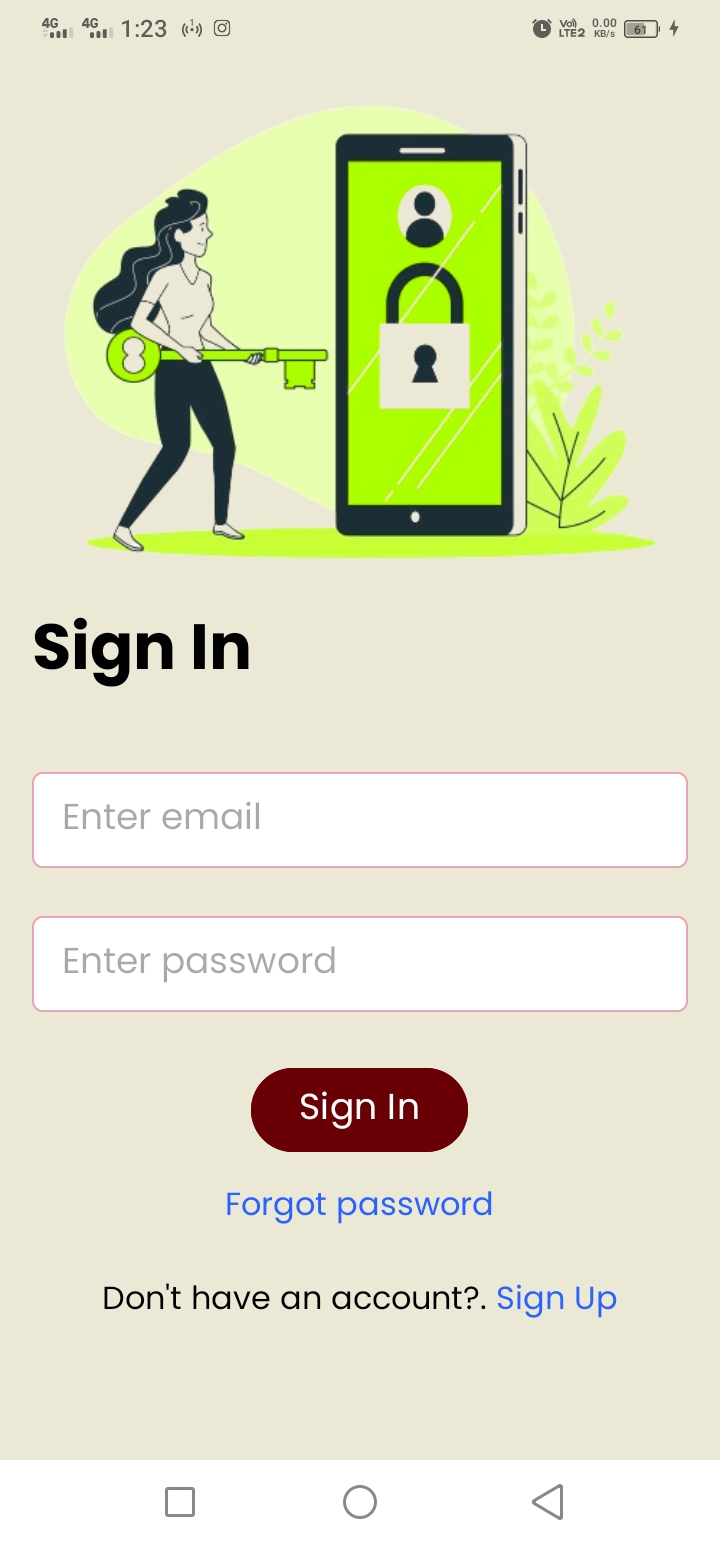 4G 4G 1:23 1 Vo) LTE2 0.00 KB/s 61
Sign In
Enter email
Enter password
Sign In
Forgot password
Don't have an account?. Sign Up